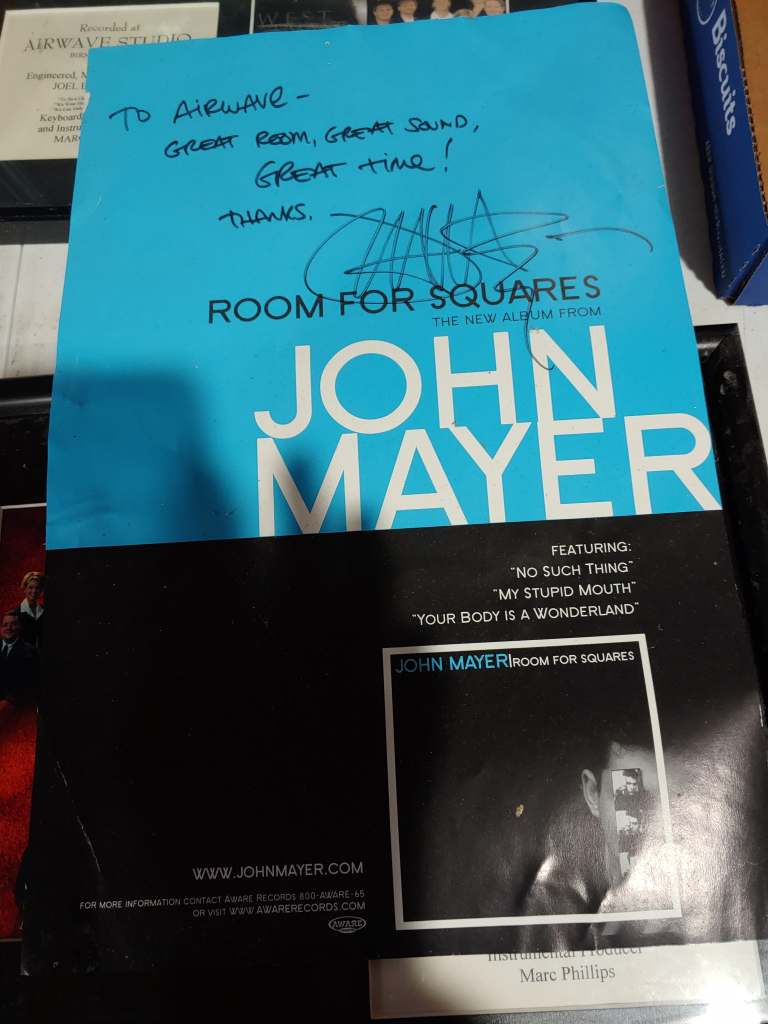 Recorded at
AIRWAVE STUDIO
Engineered, M
JOEL
Keyboard
and Instru
MARC
WEST
Biscuits
TO AIRWAVE -
GREAT ROOM, GREAT SOUND,
GREAT TIME!
THANKS.
ROOM FOR SQUARES
THE NEW ALBUM FROM
JOHN
MAYER
FEATURING:
"NO SUCH THING"
"MY STUPID MOUTH"
"YOUR BODY IS A WONDERLAND"
JOHN MAYER|ROOM FOR SQUARES
WWW.JOHNMAYER.COM
FOR MORE INFORMATION CONTACT AWARE RECORDS 800-AWARE-65
OR VISIT WWW.AWARERECORDS.COM
AWARE
Instrumental Producer
Marc Phillips